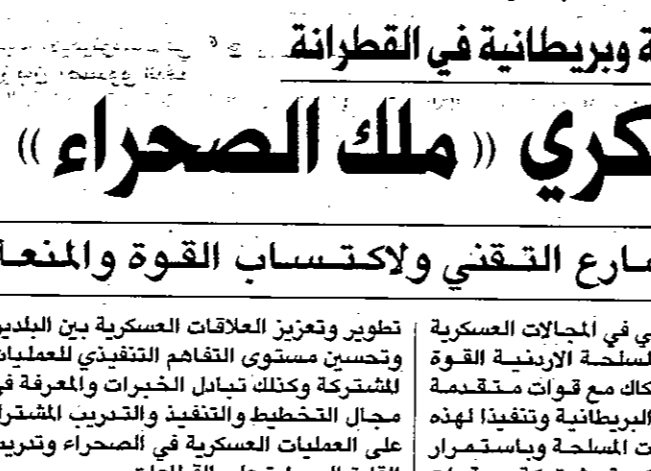 وبريطانية في القطرانة
كري « ملك الصحراء »
التقني ولاكتساب القوة والمنعة
ي في المجالات العسكرية
لسلحة الاردنية القوة
كاك مع قوات متقدمة
البريطانية وتنفيذا لهذه
ت المسلحة وباستمرار
تطوير وتعزيز العلاقات العسكرية بين البلدين
وتحسين مستوى التفاهم التنفيذي للعمليات
المشتركة وكذلك تبادل الخبرات والمعرفة في
مجال التخطيط والتنفيذ والتدريب المشترك
على العمليات العسكرية في الصحراء وتدريب